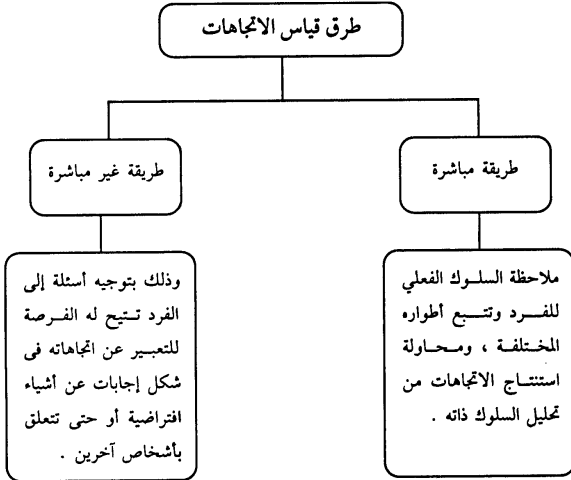 طرق قياس الاتجاهات
طريقة مباشرة
ملاحظة السلوك الفعلي
للفرد وتتبع أطواره
المختلفة ، ومحاولة
استنتاج الاتجاهات من
تحليل السلوك ذاته .
طريقة غير مباشرة
وذلك بتوجيه أسئلة إلى
الفرد تتيح له الفرصة
للتعبير عن اتجاهاته فى
شكل إجابات عن أشياء
افتراضية أو حتى تتعلق
بأشخاص آخرين .